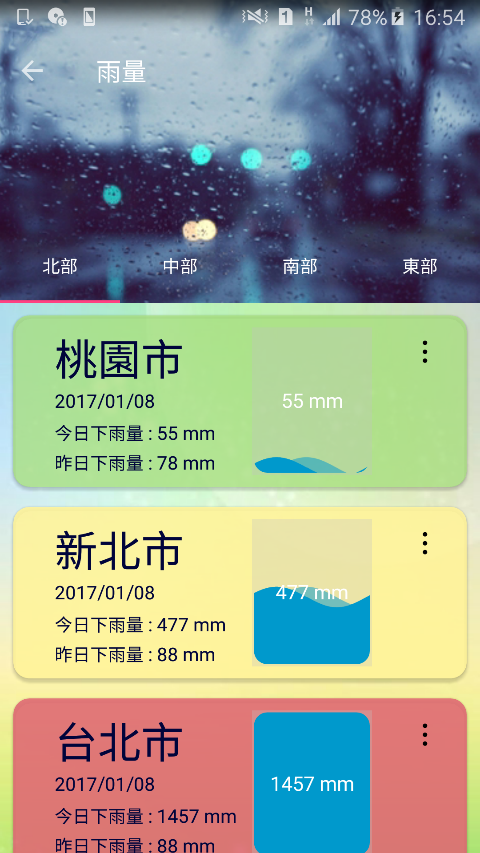 78% 16:54
雨量
北部 中部 南部 東部
桃園市
2017/01/08
今日下雨量 : 55 mm
昨日下雨量 : 78 mm
55 mm
新北市
2017/01/08
今日下雨量 : 477 mm
昨日下雨量 : 88 mm
477 mm
台北市
2017/01/08
今日下雨量 : 1457 mm
昨日下雨量 : 88 mm
1457 mm